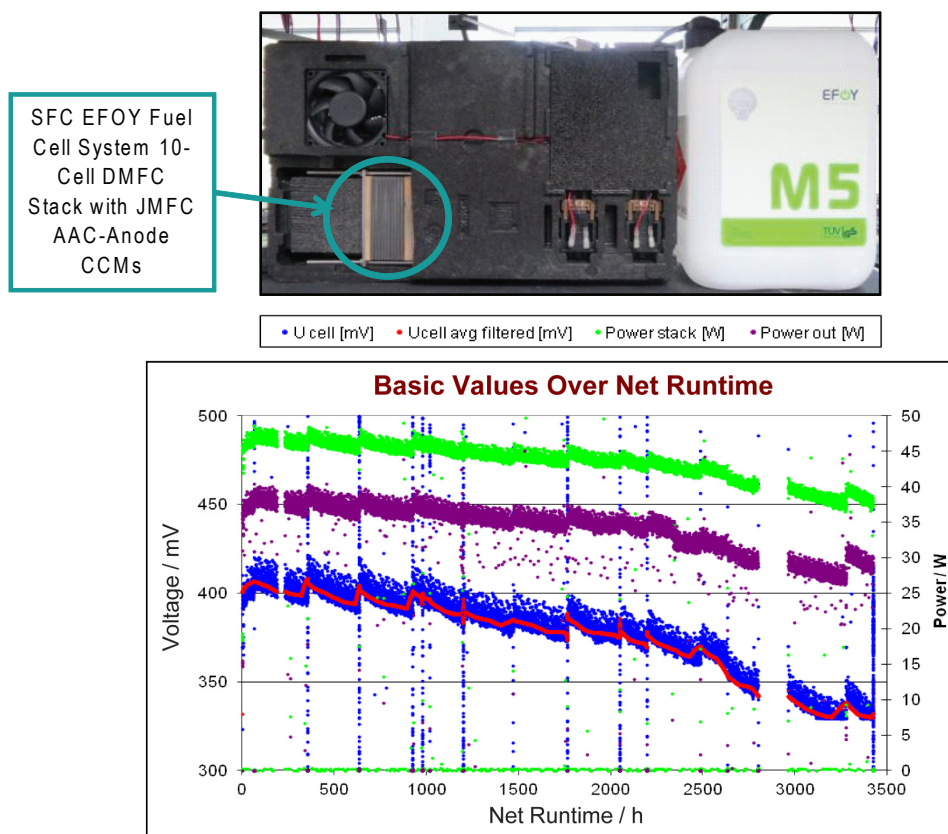 SFC EFOY Fuel
Cell System 10-
Cell DMFC
Stack with JMFC
AAC-Anode
CCMs
EFOY
M5
TÜV GS
U cell [mV] Ucell avg filtered [mV] Power stack [W] Power out [W]
Basic Values Over Net Runtime
500 50
45
450 40
35
400 30
25
20
350 15
10
5
300 0
Voltage / mV
Power / W
0 500 1000 1500 2000 2500 3000 3500
Net Runtime / h